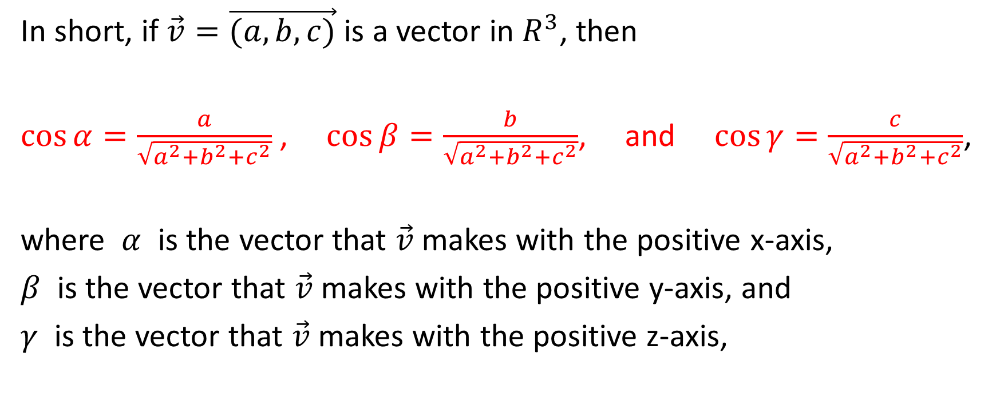 In short, if \vec{v} = \overrightarrow{(a, b, c)} is a vector in R^3, then
\cos \alpha = \frac{a}{\sqrt{a^2+b^2+c^2}}, \cos \beta = \frac{b}{\sqrt{a^2+b^2+c^2}}, and \cos \gamma = \frac{c}{\sqrt{a^2+b^2+c^2}},
where α is the vector that \vec{v} makes with the positive x-axis,
β is the vector that \vec{v} makes with the positive y-axis, and
γ is the vector that \vec{v} makes with the positive z-axis,